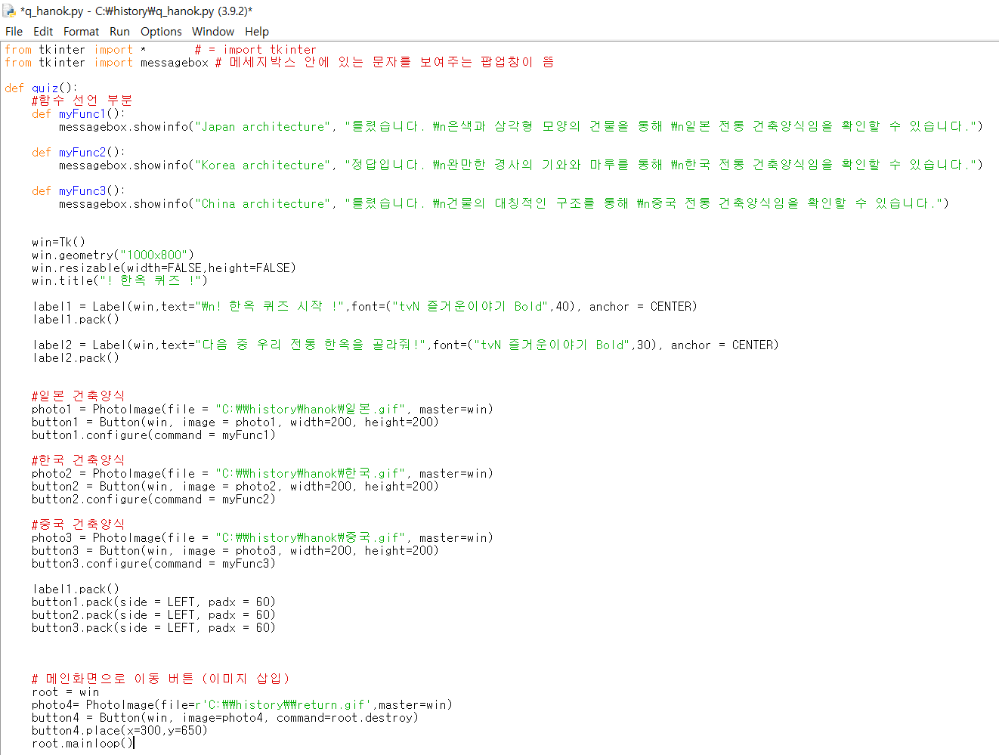 *q_hanok.py - C:₩history₩q_hanok.py (3.9.2)*
File Edit Format Run Options Window Help
from tkinter import *       # = import tkinter
from tkinter import messagebox # 메세지박스 안에 있는 문자를 보여주는 팝업창이 뜸
def quiz():
    #함수 선언 부분
    def myFunc1():
        messagebox.showinfo("Japan architecture", "틀렸습니다. ₩n은색과 삼각형 모양의 건물을 통해 ₩n일본 전통 건축양식임을 확인할 수 있습니다.")
    def myFunc2():
        messagebox.showinfo("Korea architecture", "정답입니다. ₩n완만한 경사의 기와와 마루를 통해 ₩n한국 전통 건축양식임을 확인할 수 있습니다.")
    def myFunc3():
        messagebox.showinfo("China architecture", "틀렸습니다. ₩n건물의 대칭적인 구조를 통해 ₩n중국 전통 건축양식임을 확인할 수 있습니다.")
    win=Tk()
    win.geometry("1000x800")
    win.resizable(width=FALSE,height=FALSE)
    win.title("! 한옥 퀴즈 !")
    label1 = Label(win,text="₩n! 한옥 퀴즈 시작 !",font=("tvN 즐거운이야기 Bold",40), anchor = CENTER)
    label1.pack()
    label2 = Label(win,text="다음 중 우리 전통 한옥을 골라줘!",font=("tvN 즐거운이야기 Bold",30), anchor = CENTER)
    label2.pack()
    #일본 건축양식
    photo1 = PhotoImage(file = "C:₩₩history₩hanok₩일본.gif", master=win)
    button1 = Button(win, image = photo1, width=200, height=200)
    button1.configure(command = myFunc1)
    #한국 건축양식
    photo2 = PhotoImage(file = "C:₩₩history₩hanok₩한국.gif", master=win)
    button2 = Button(win, image = photo2, width=200, height=200)
    button2.configure(command = myFunc2)
    #중국 건축양식
    photo3 = PhotoImage(file = "C:₩₩history₩hanok₩중국.gif", master=win)
    button3 = Button(win, image = photo3, width=200, height=200)
    button3.configure(command = myFunc3)
    label1.pack()
    button1.pack(side = LEFT, padx = 60)
    button2.pack(side = LEFT, padx = 60)
    button3.pack(side = LEFT, padx = 60)
    # 메인화면으로 이동 버튼 (이미지 삽입)
    root = win
    photo4= PhotoImage(file=r'C:₩₩history₩₩return.gif',master=win)
    button4 = Button(win, image=photo4, command=root.destroy)
    button4.place(x=300,y=650)
    root.mainloop()